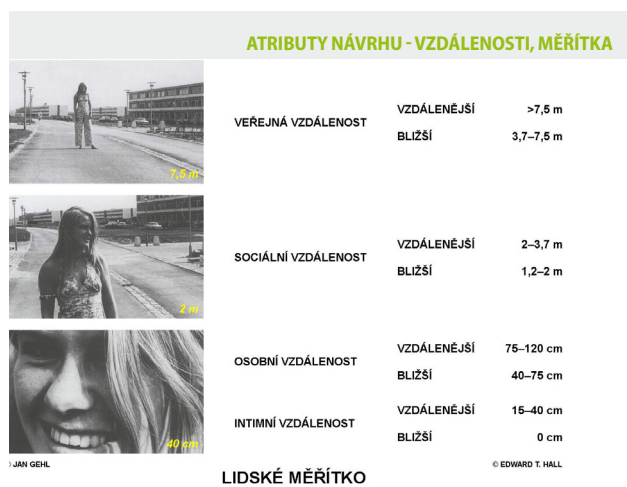 ATRIBUTY NÁVRHU - VZDÁLENOSTI, MĚŘÍTKA
7,5 m
VEŘEJNÁ VZDÁLENOST
VZDÁLENĚJŠÍ >7,5 m
BLIŽŠÍ 3,7–7,5 m
2 m
SOCIÁLNÍ VZDÁLENOST
VZDÁLENĚJŠÍ 2–3,7 m
BLIŽŠÍ 1,2–2 m
40 cm
OSOBNÍ VZDÁLENOST
VZDÁLENĚJŠÍ 75–120 cm
BLIŽŠÍ 40–75 cm
INTIMNÍ VZDÁLENOST
VZDÁLENĚJŠÍ 15–40 cm
BLIŽŠÍ 0 cm
© JAN GEHL
© EDWARD T. HALL
LIDSKÉ MĚŘÍTKO